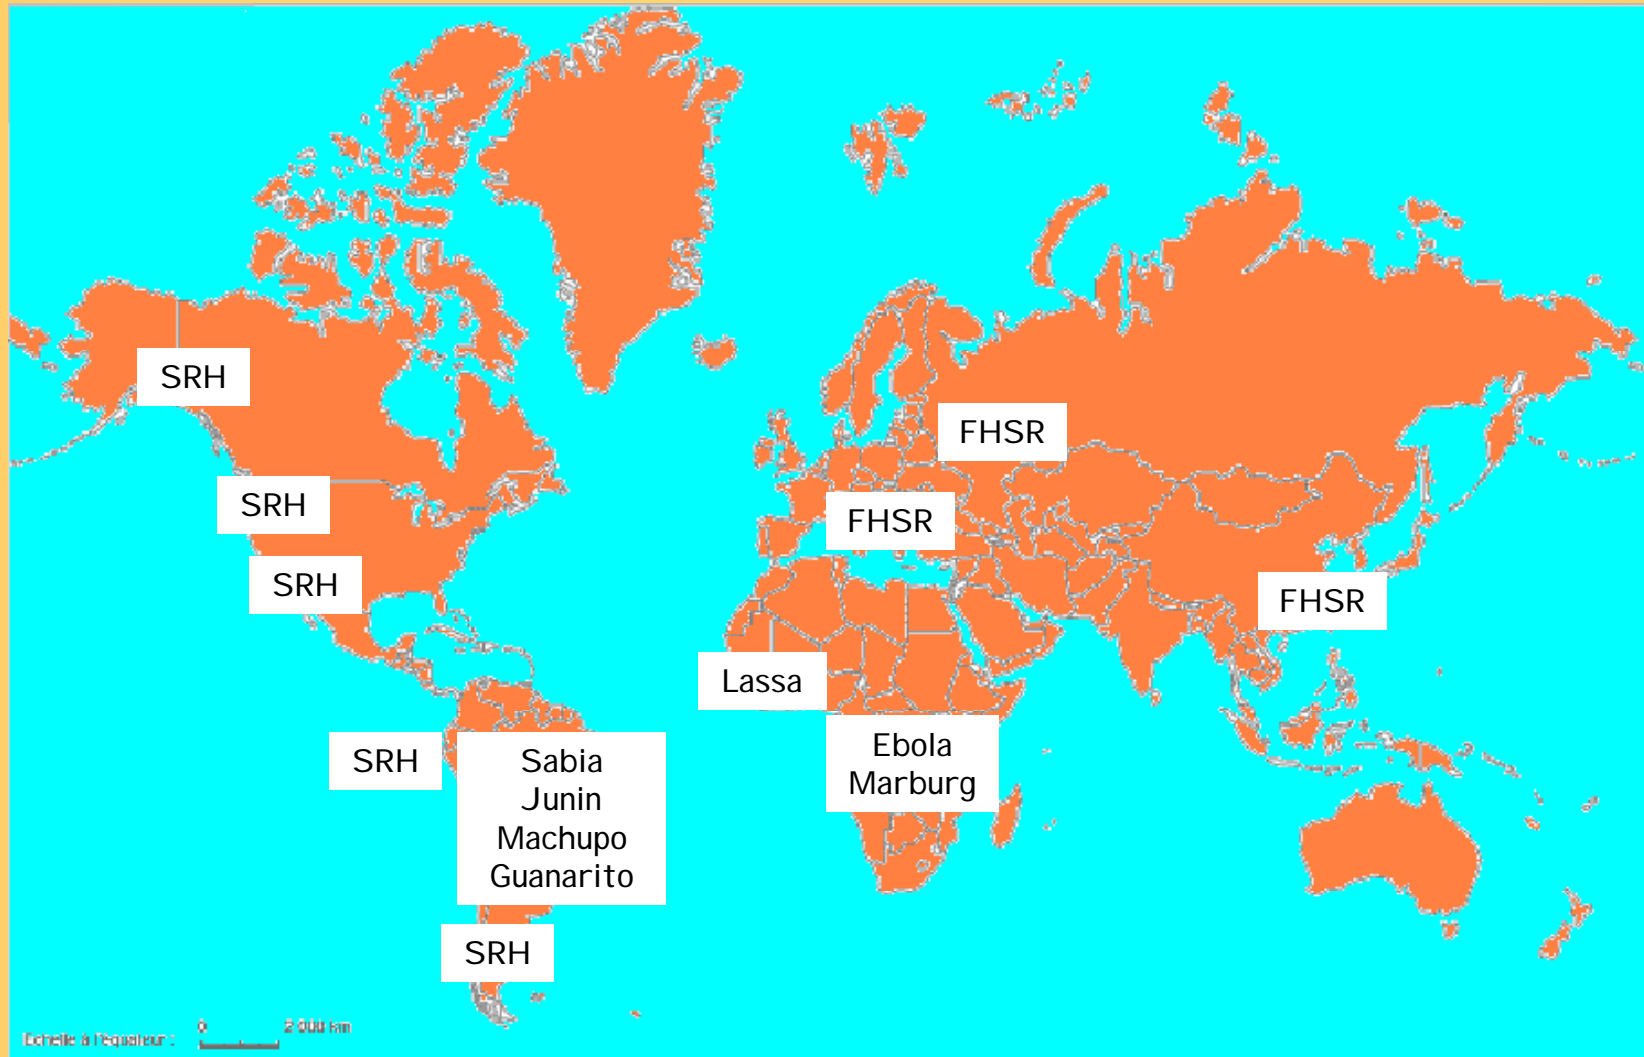 SRH
FHSR
SRH
FHSR
SRH
FHSR
Lassa
SRH
Sabia
Junin
Machupo
Guanarito
Ebola
Marburg
SRH
Echelle à l'équateur :
0
2 000 km